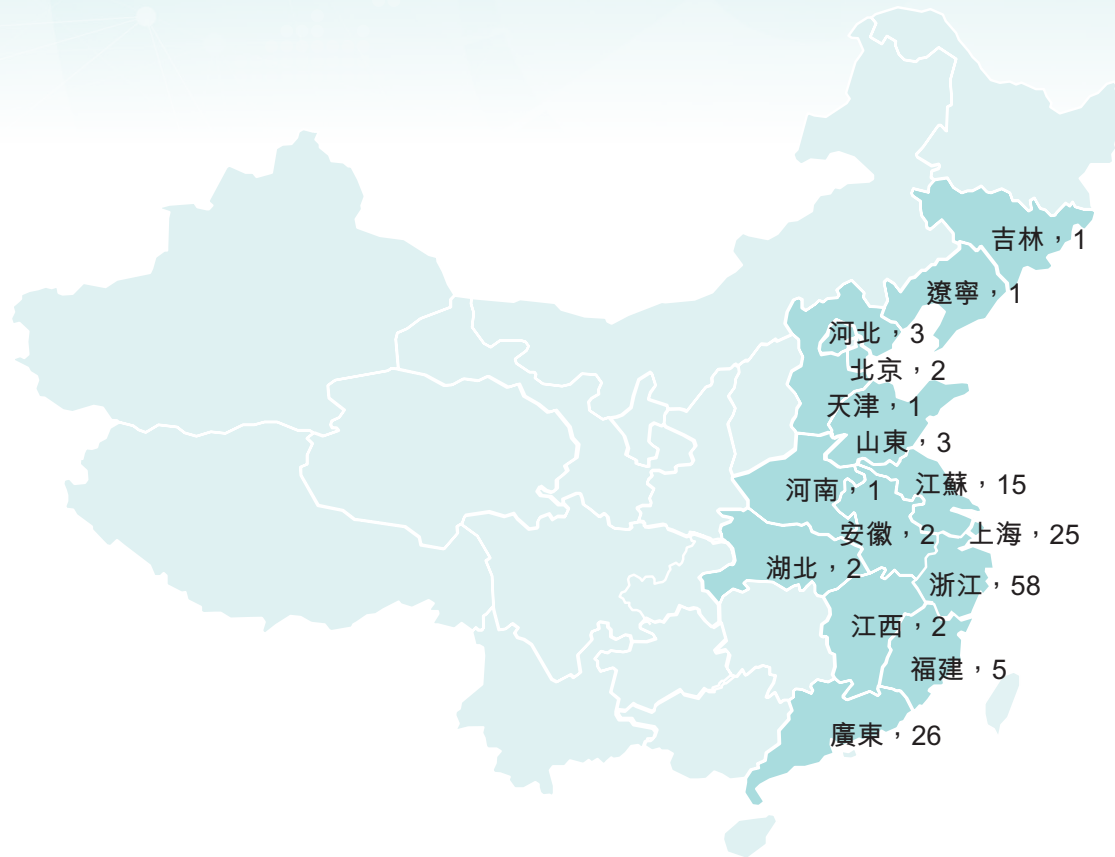 吉林，1
遼寧，1
河北，3
北京，2
天津，1
山東，3
河南，1
江蘇，15
安徽，2
上海，25
湖北，2
浙江，58
江西，2
福建，5
廣東，26